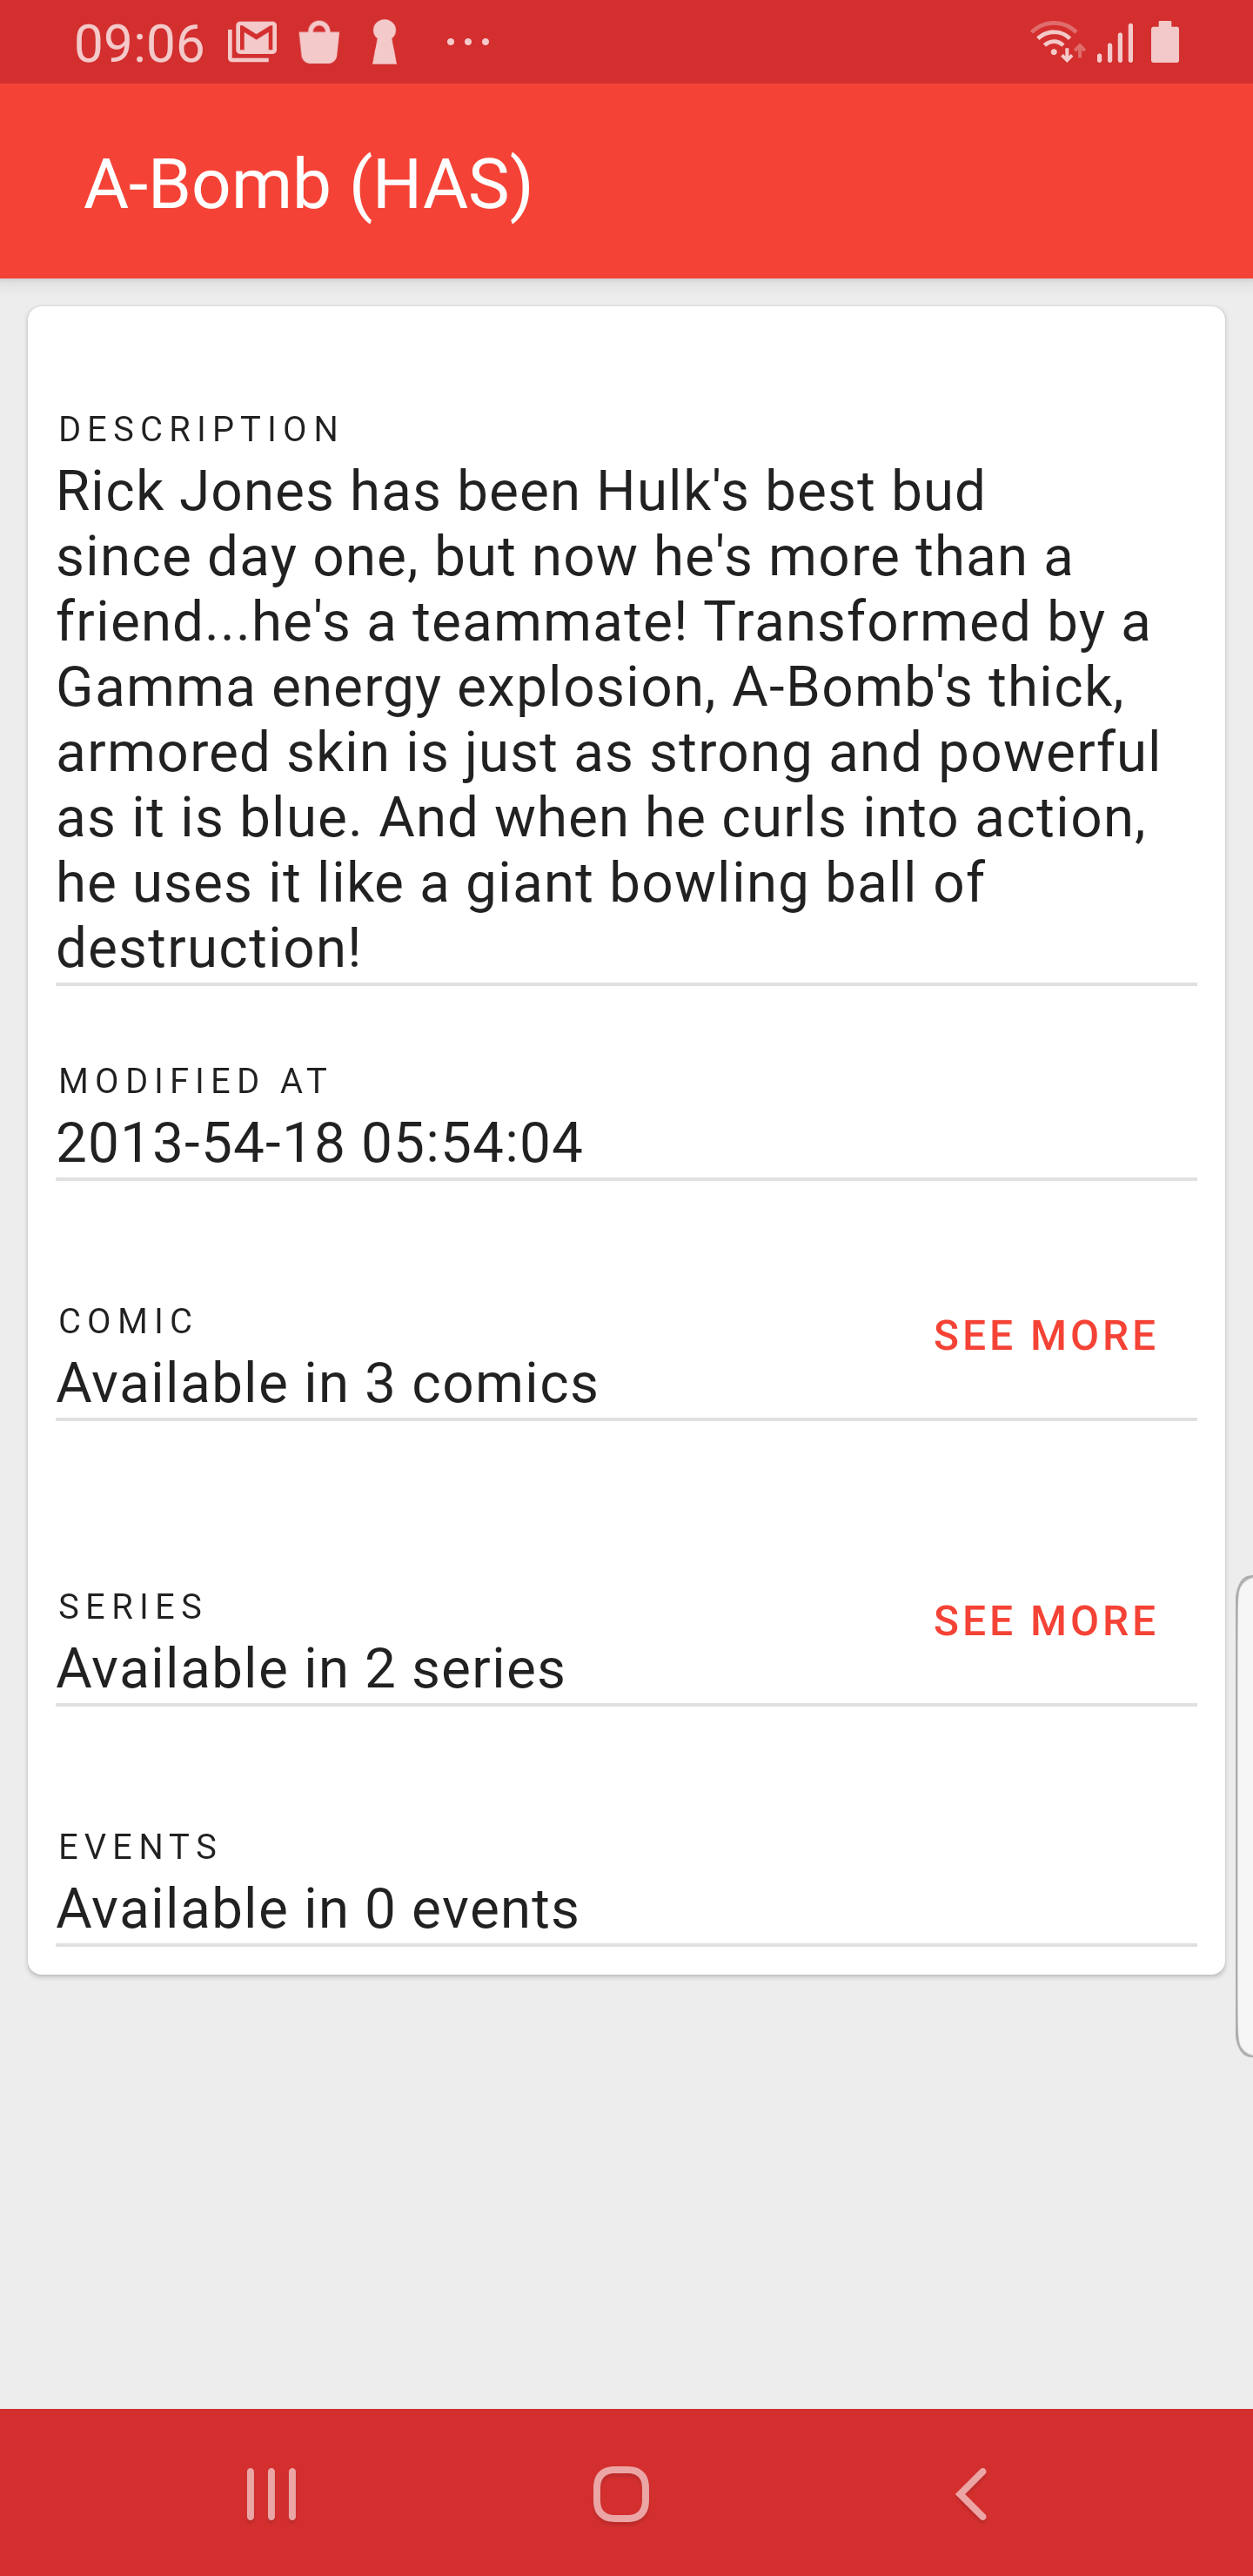 09:06
A-Bomb (HAS)
DESCRIPTION
Rick Jones has been Hulk's best bud
since day one, but now he's more than a
friend...he's a teammate! Transformed by a
Gamma energy explosion, A-Bomb's thick,
armored skin is just as strong and powerful
as it is blue. And when he curls into action,
he uses it like a giant bowling ball of
destruction!
MODIFIED AT
2013-54-18 05:54:04
COMIC
SEE MORE
Available in 3 comics
SERIES
SEE MORE
Available in 2 series
EVENTS
Available in 0 events